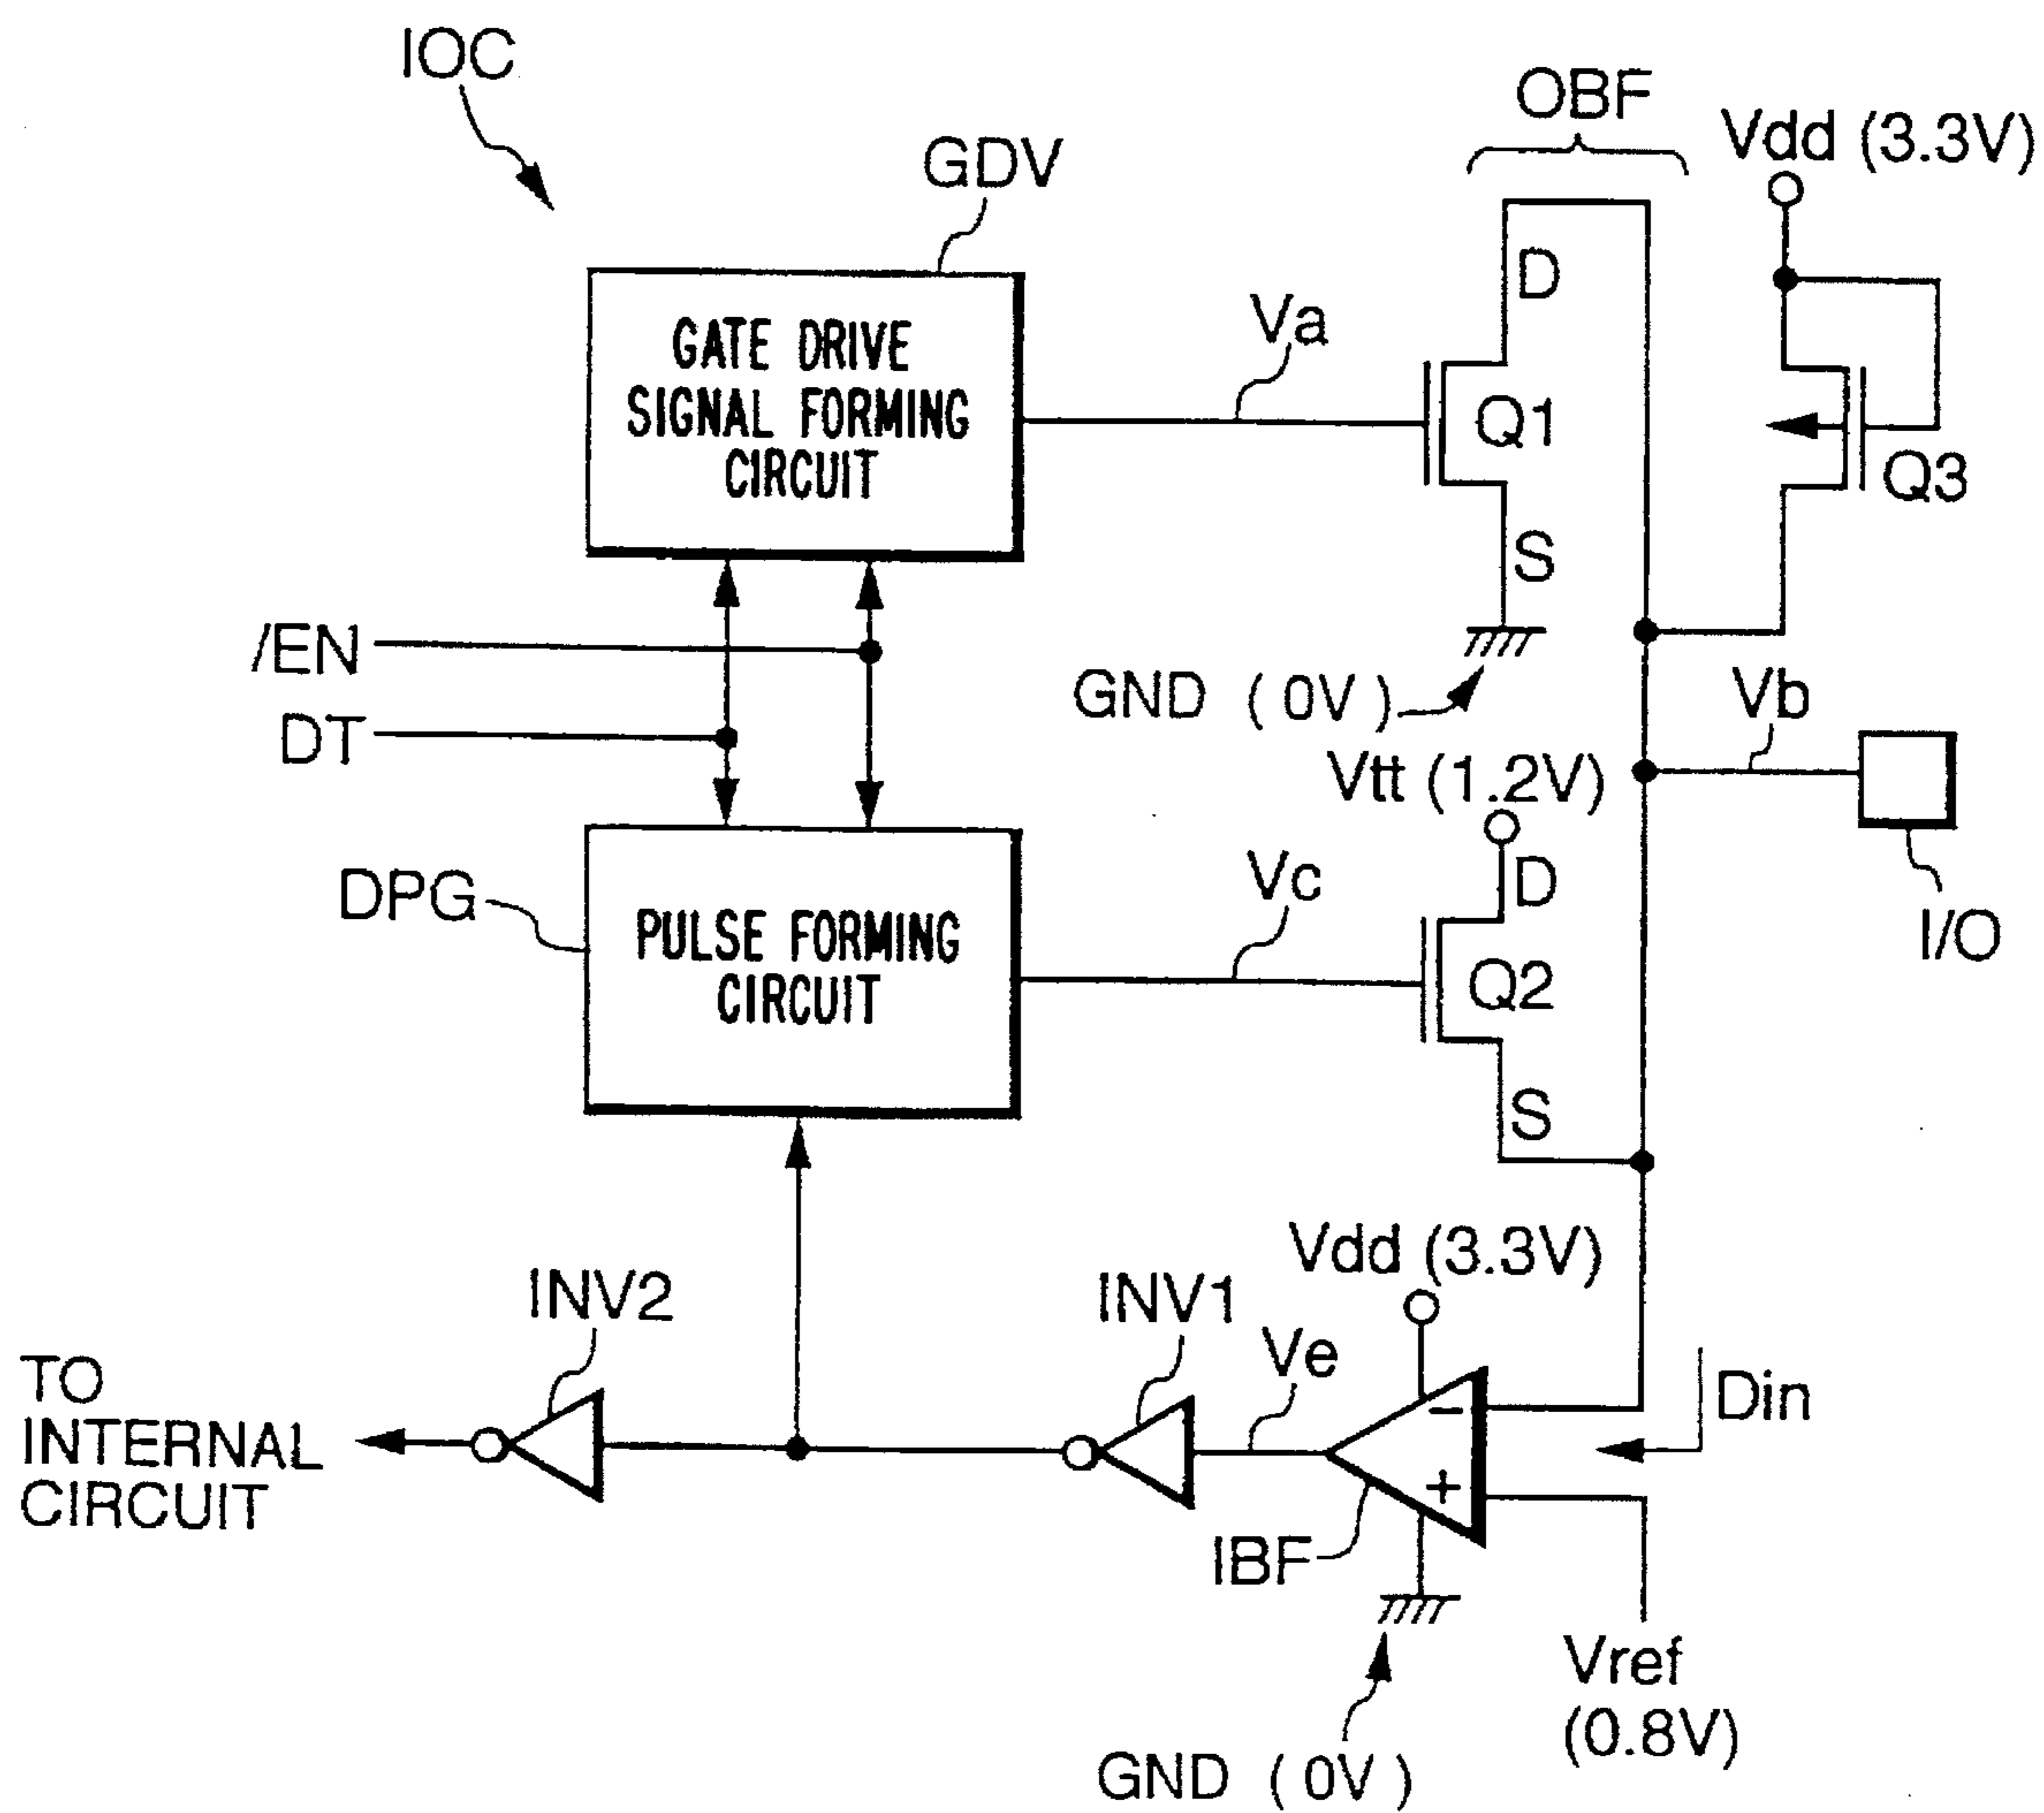 IOC
OBF
Vdd (3.3V)
GDV
D
GATE DRIVE
SIGNAL FORMING
CIRCUIT
Va
Q1
Q3
S
/EN
GND ( 0V )
Vb
DT
Vtt (1.2V)
D
DPG
Vc
I/O
PULSE FORMING
CIRCUIT
Q2
S
Vdd (3.3V)
INV2
INV1
Ve
TO
INTERNAL
CIRCUIT
−
Din
+
IBF
Vref
(0.8V)
GND ( 0V )